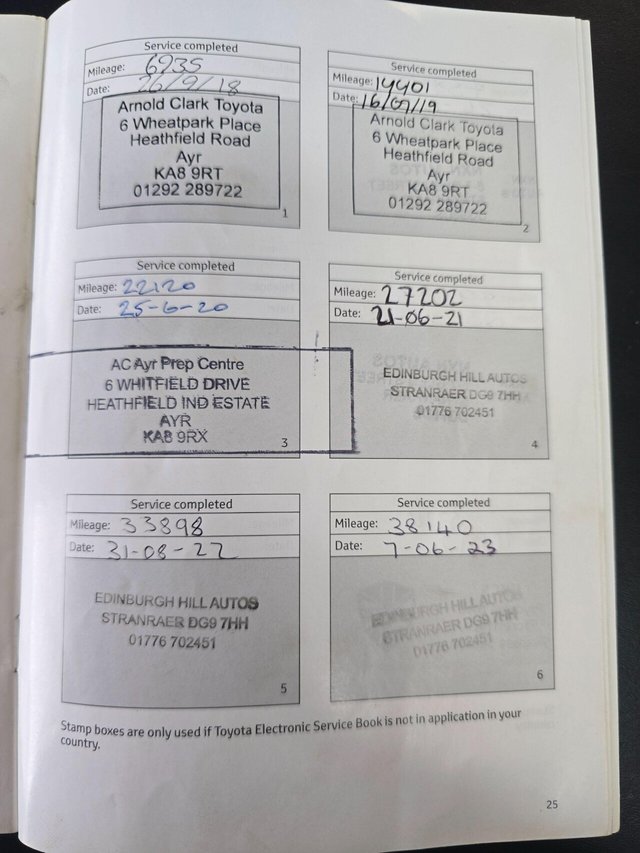 Service completed
Mileage: 6935
Date: 26/9/18
Arnold Clark Toyota
6 Wheatpark Place
Heathfield Road
Ayr
KA8 9RT
01292 289722
1
Service completed
Mileage: 14401
Date: 16/07/19
Arnold Clark Toyota
6 Wheatpark Place
Heathfield Road
Ayr
KA8 9RT
01292 289722
2
Service completed
Mileage: 22120
Date: 25-6-20
AC Ayr Prep Centre
6 WHITFIELD DRIVE
HEATHFIELD IND ESTATE
AYR
KA8 9RX
3
Service completed
Mileage: 27202
Date: 21-06-21
EDINBURGH HILL AUTOS
STRANRAER DG9 7HH
01776 702451
4
Service completed
Mileage: 33898
Date: 31-08-22
EDINBURGH HILL AUTOS
STRANRAER DG9 7HH
01776 702451
5
Service completed
Mileage: 38140
Date: 7-06-23
EDINBURGH HILL AUTOS
STRANRAER DG9 7HH
01776 702451
6
Stamp boxes are only used if Toyota Electronic Service Book is not in application in your
country.
25